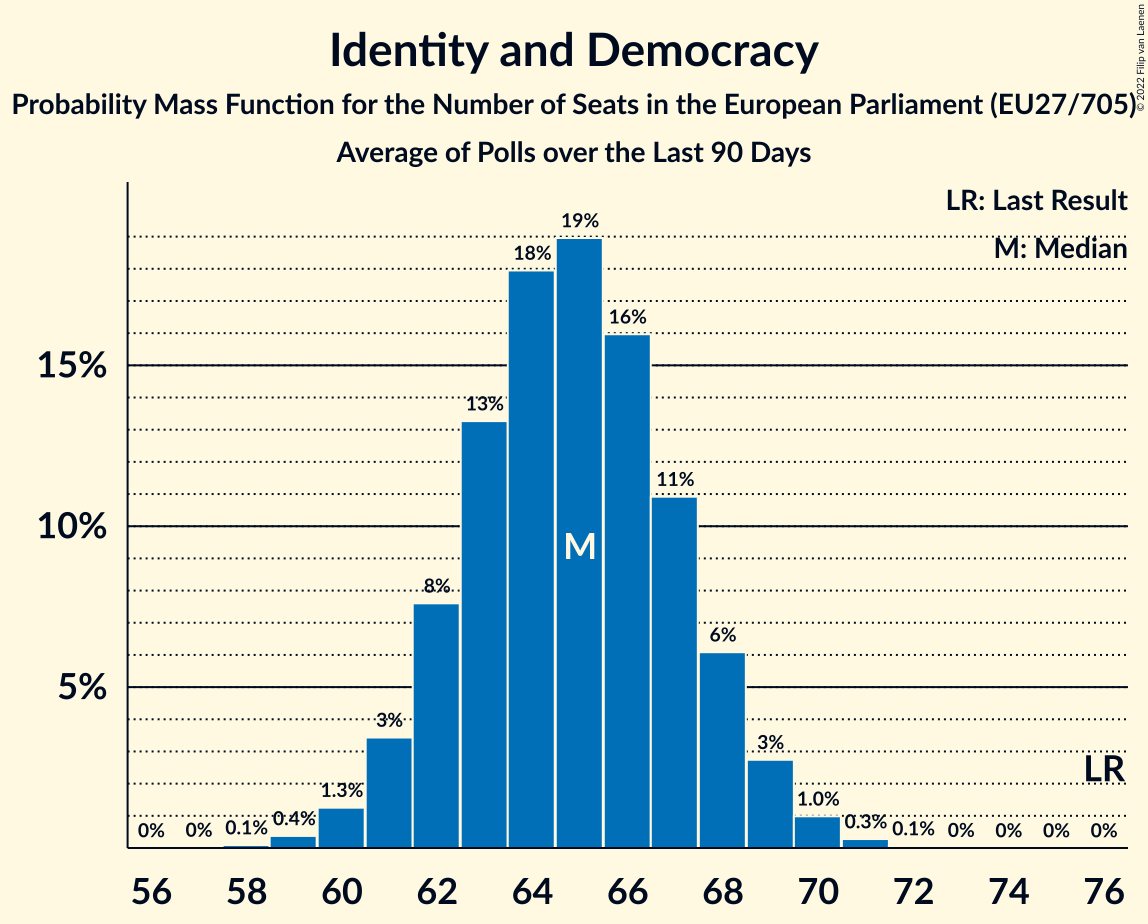 Identity and Democracy
Probability Mass Function for the Number of Seats in the European Parliament (EU27/705)
Average of Polls over the Last 90 Days
© 2022 Filip van Laenen
LR: Last Result
M: Median
19%
18%
16%
15%
13%
11%
10%
M
8%
6%
5%
3%
3%
LR
1.3%
1.0%
0% 0% 0.1% 0.4% 0.3% 0.1% 0% 0% 0% 0%
56 58 60 62 64 66 68 70 72 74 76